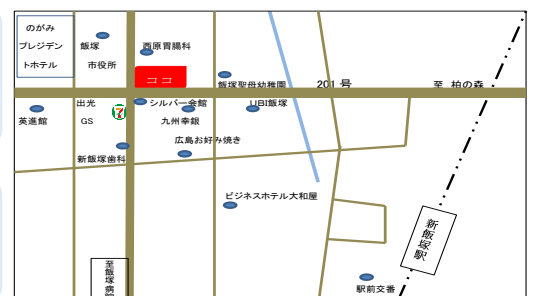 のがみ
プレジデン
トホテル
飯塚
市役所
西原胃腸科
ココ
飯塚聖母幼稚園
201 号
至 柏の森
英進館
出光
GS
7
シルバー会館
九州幸銀
UBI飯塚
広島お好み焼き
新飯塚歯科
ビジネスホテル大和屋
新飯塚駅
至飯塚病院
駅前交番